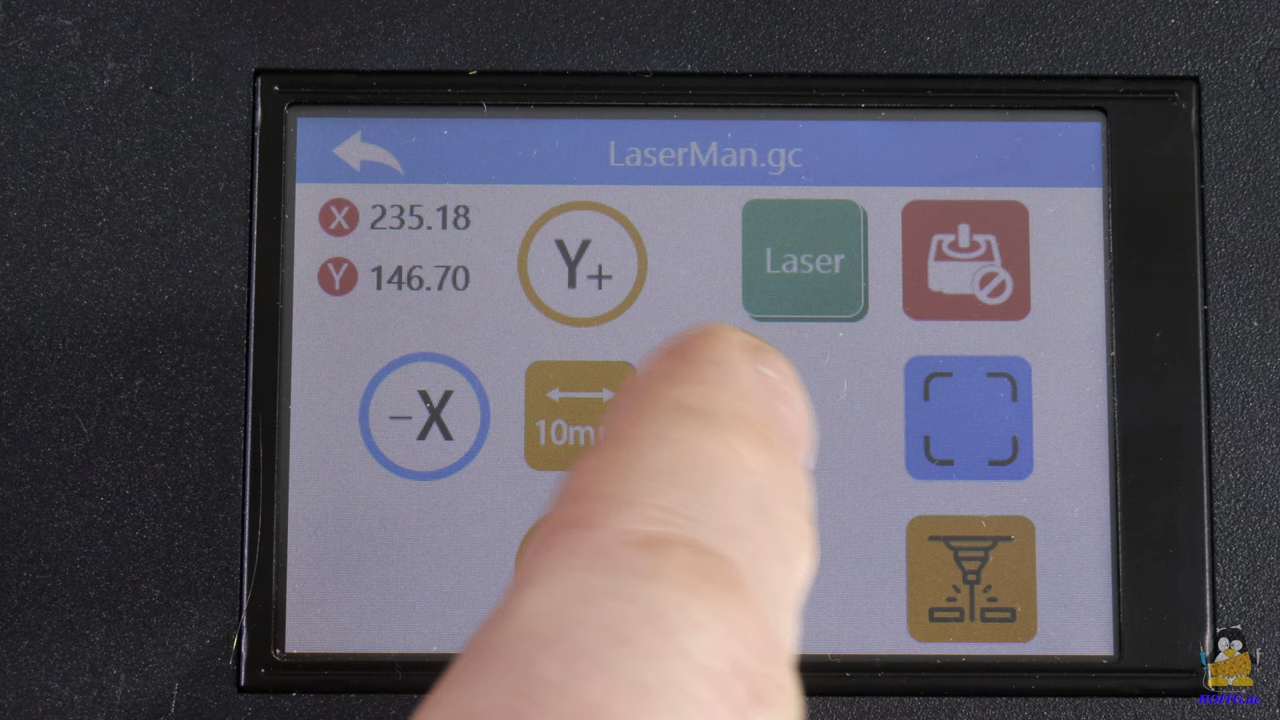 LaserMan.gc
X 235.18
Y 146.70
Y+
Laser
-X